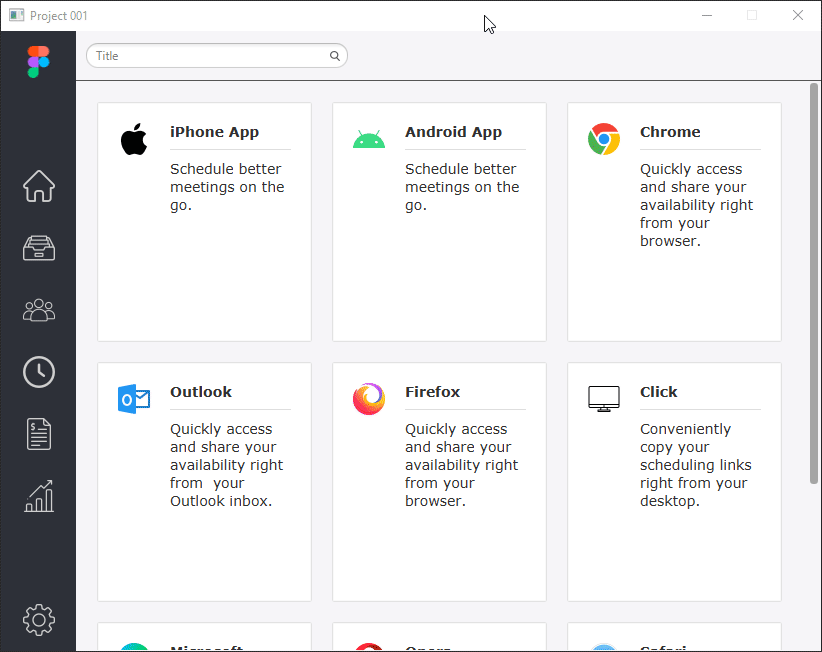 Project 001
Title
iPhone App
Schedule better
meetings on the
go.
Android App
Schedule better
meetings on the
go.
Chrome
Quickly access
and share your
availability right
from your
browser.
Outlook
Quickly access
and share your
availability right
from  your
Outlook inbox.
Firefox
Quickly access
and share your
availability right
from your
browser.
Click
Conveniently
copy your
scheduling links
right from your
desktop.
Microsoft
Opera
Safari